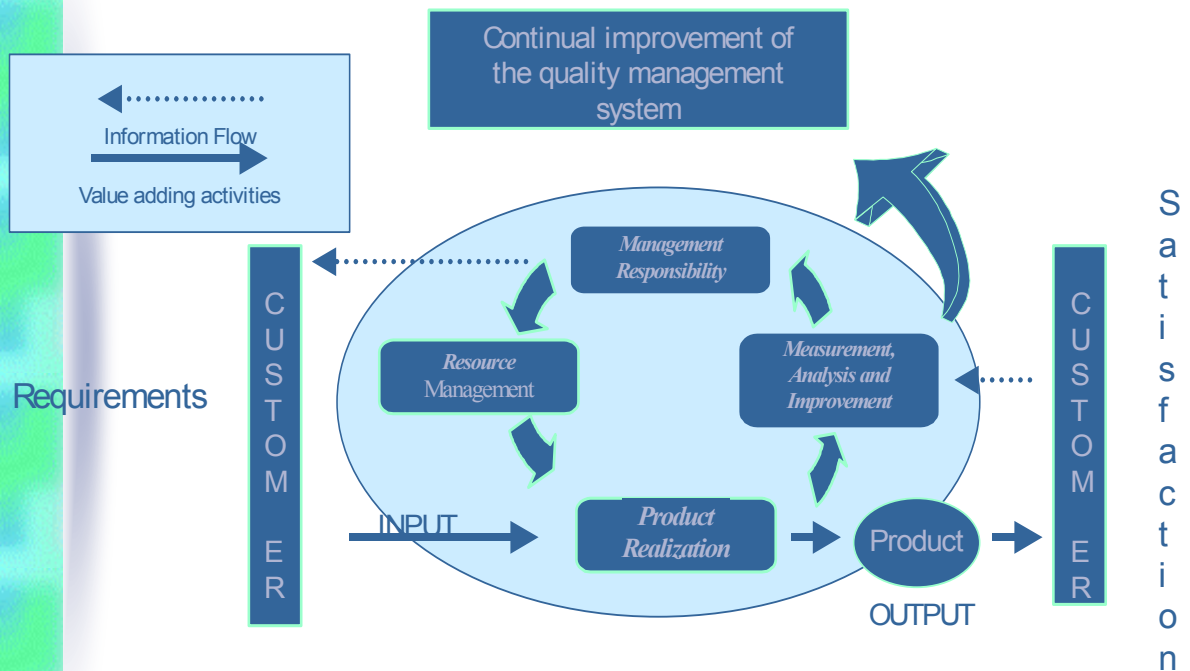 Continual improvement of
the quality management
system
Information Flow
Value adding activities
Management
Responsibility
Resource
Management
Measurement,
Analysis and
Improvement
Requirements
C
U
S
T
O
M
E
R
INPUT
Product
Realization
Product
OUTPUT
C
U
S
T
O
M
E
R
S
a
t
i
s
f
a
c
t
i
o
n